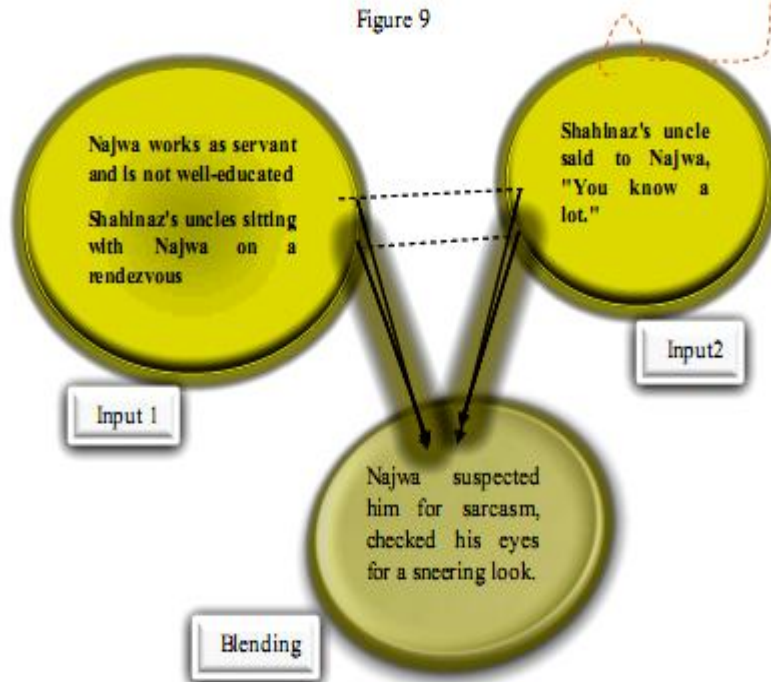 Figure 9
Najwa works as servant
and is not well-educated
Shahinaz's uncles sitting
with Najwa on a
rendezvous
Shahinaz's uncle
said to Najwa,
"You know a
lot."
Input2
Input 1
Najwa suspected
him for sarcasm,
checked his eyes
for a sneering look.
Blending